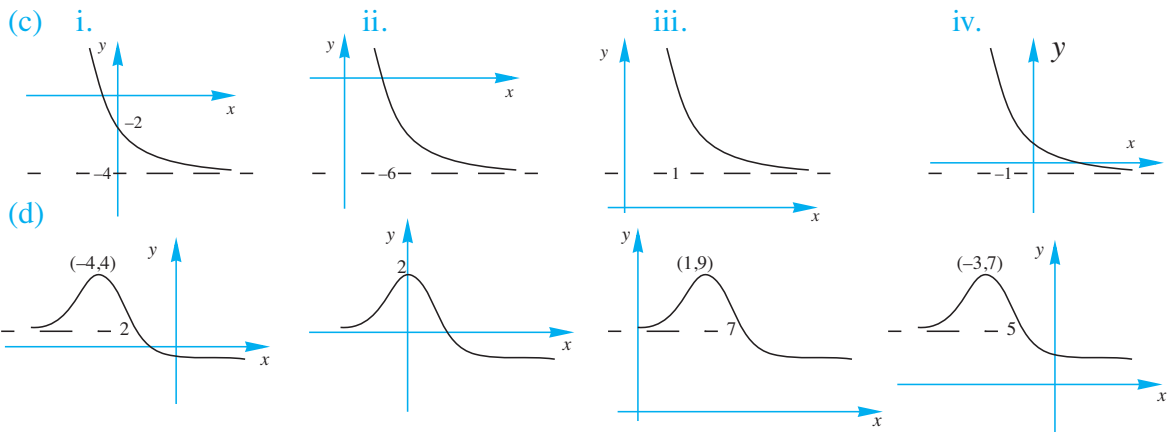 (c) i. ii. iii. iv.
y y y y
x x x x
–2
–4 –6 1 –1
(d)
y y y y
(–4,4) 2 (1,9) (–3,7)
2 7 5
x x x x